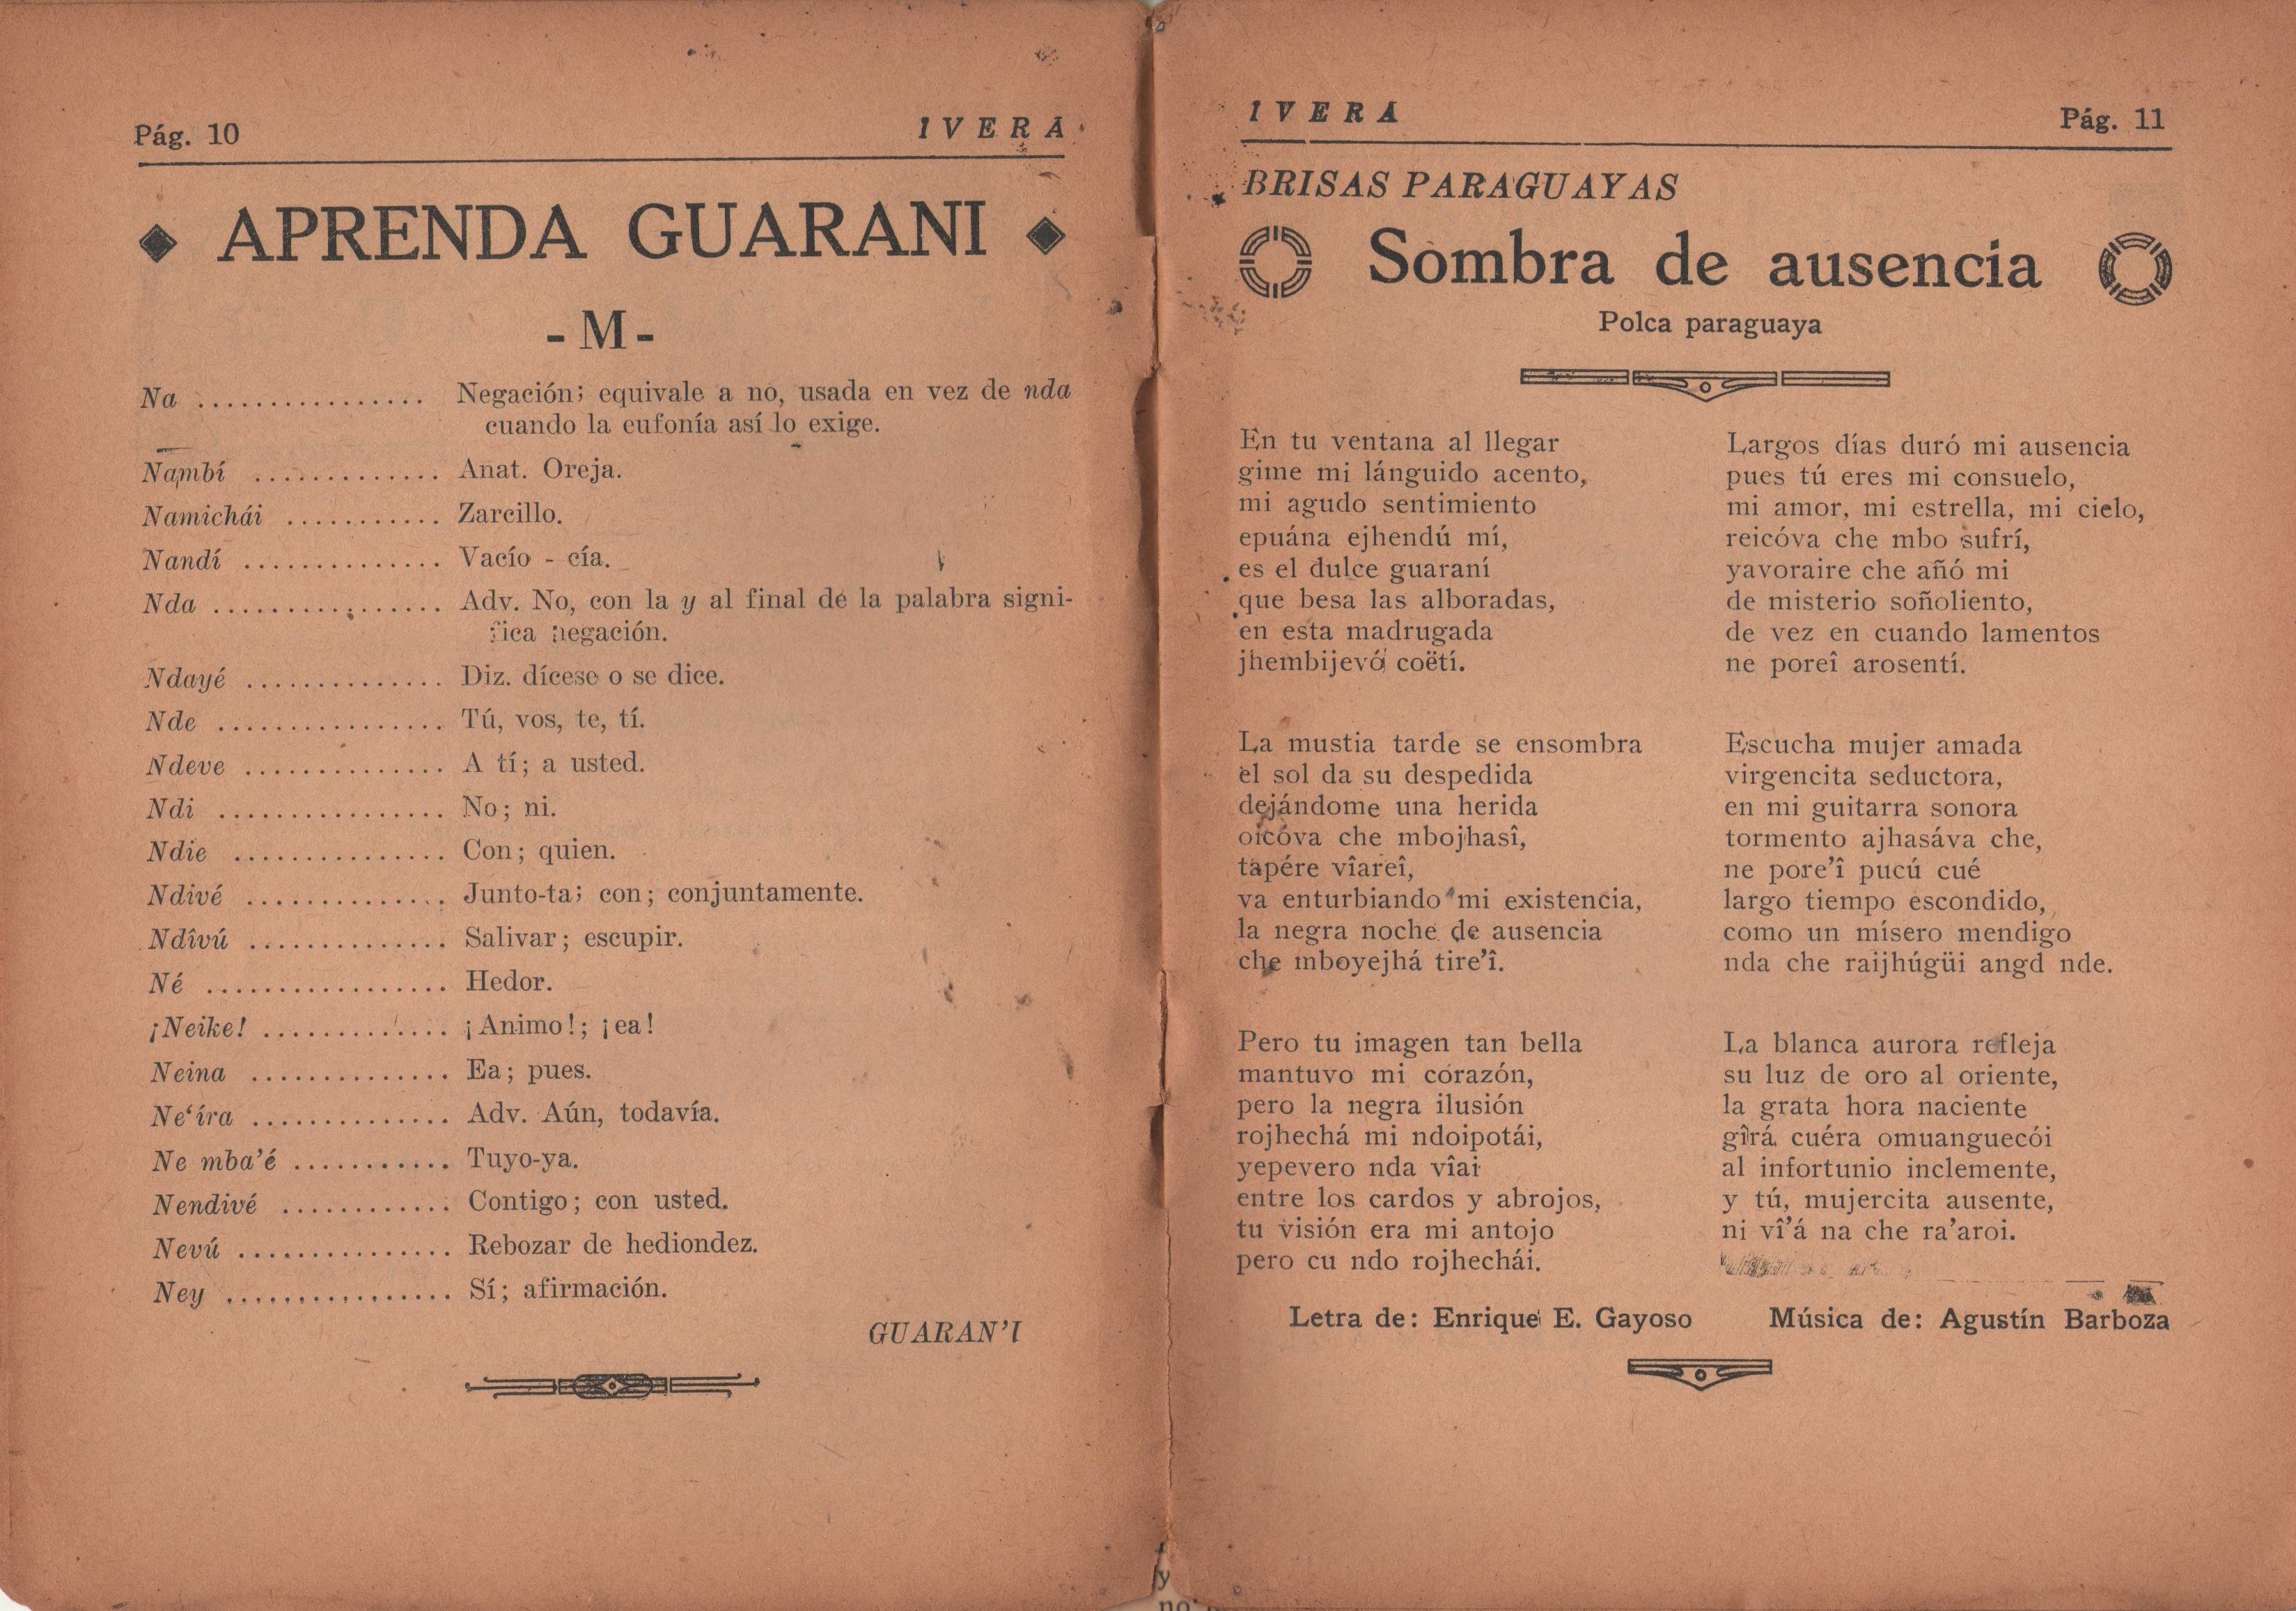 Pág. 10
IVERA
APRENDA GUARANI
- M -
Na ................ Negación; equivale a no, usada en vez de nda
cuando la eufonía así lo exige.
Nambí ............. Anat. Oreja.
Namichái ........... Zarcillo.
Nandí .............. Vacío - cía.
Nda ................ Adv. No, con la y al final de la palabra signi-
fica negación.
Ndayé .............. Diz. dícese o se dice.
Nde ................ Tú, vos, te, tí.
Ndeve .............. A tí; a usted.
Ndi ................ No; ni.
Ndie ............... Con; quien.
Ndivé .............. Junto-ta; con; conjuntamente.
Ndîvú .............. Salivar; escupir.
Né ................. Hedor.
¡Neike! ............. ¡Animo!; ¡ea!
Neina .............. Ea; pues.
Ne‘íra .............. Adv. Aún, todavía.
Ne mba’é ........... Tuyo-ya.
Nendivé ............ Contigo; con usted.
Nevú ............... Rebozar de hediondez.
Ney ................ Sí; afirmación.
GUARAN’I
IVERA
Pág. 11
BRISAS PARAGUAYAS
Sombra de ausencia
Polca paraguaya
En tu ventana al llegar
gime mi lánguido acento,
mi agudo sentimiento
epuána ejhendú mí,
es el dulce guaraní
que besa las alboradas,
en esta madrugada
jhembijevó coëtí.
La mustia tarde se ensombra
el sol da su despedida
dejándome una herida
oicóva che mbojhasî,
tapére vîareî,
va enturbiando mi existencia,
la negra noche de ausencia
che mboyejhá tire’î.
Pero tu imagen tan bella
mantuvo mi corazón,
pero la negra ilusión
rojhechá mi ndoipotái,
yepevero nda vîai
entre los cardos y abrojos,
tu visión era mi antojo
pero cu ndo rojhechái.
Largos días duró mi ausencia
pues tú eres mi consuelo,
mi amor, mi estrella, mi cielo,
reicóva che mbo sufrí,
yavoraire che añó mi
de misterio soñoliento,
de vez en cuando lamentos
ne poreî arosentí.
Escucha mujer amada
virgencita seductora,
en mi guitarra sonora
tormento ajhasáva che,
ne pore’î pucú cué
largo tiempo escondido,
como un mísero mendigo
nda che raijhúgüi angd nde.
La blanca aurora refleja
su luz de oro al oriente,
la grata hora naciente
gîrá cuéra omuanguecói
al infortunio inclemente,
y tú, mujercita ausente,
ni vî’á na che ra’aroi.
Letra de: Enrique E. Gayoso Música de: Agustín Barboza
y
no